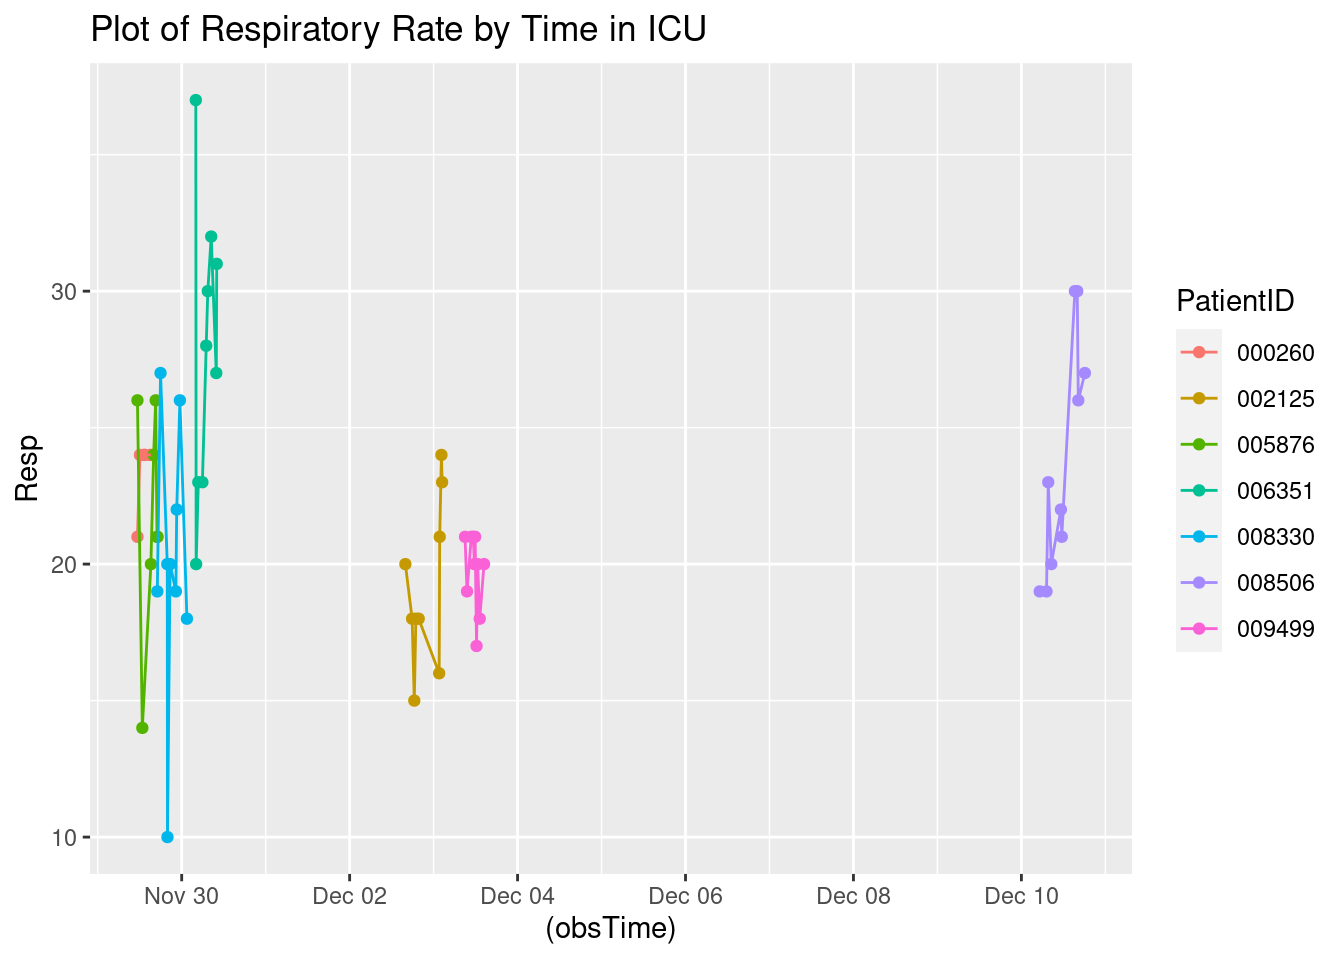 Plot of Respiratory Rate by Time in ICU
Resp
30
20
10
Nov 30 Dec 02 Dec 04 Dec 06 Dec 08 Dec 10
(obsTime)
PatientID
000260
002125
005876
006351
008330
008506
009499